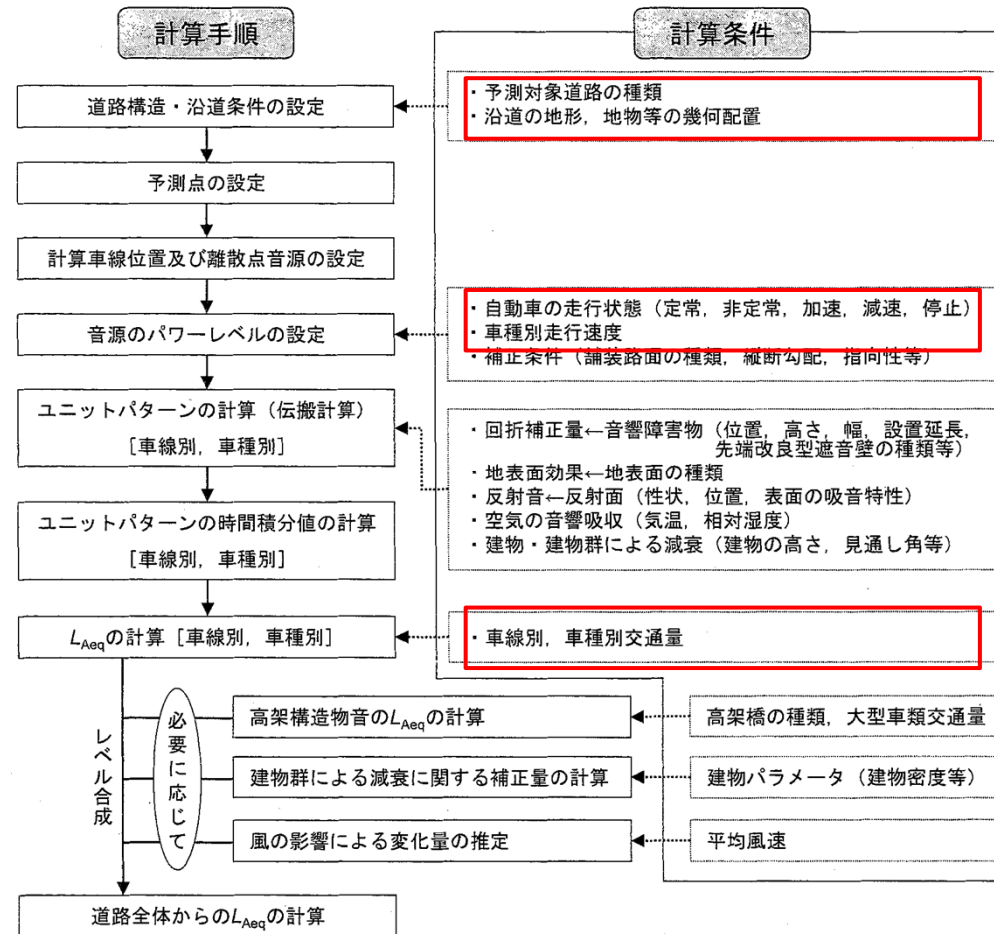 計算手順
計算条件
道路構造・沿道条件の設定
・予測対象道路の種類
・沿道の地形，地物等の幾何配置
予測点の設定
計算車線位置及び離散点音源の設定
音源のパワーレベルの設定
・自動車の走行状態（定常，非定常，加速，減速，停止）
・車種別走行速度
・補正条件（舗装路面の種類，縦断勾配，指向性等）
ユニットパターンの計算（伝搬計算）
［車線別，車種別］
・回折補正量←音響障害物（位置，高さ，幅，設置延長，
先端改良型遮音壁の種類等）
・地表面効果←地表面の種類
・反射音←反射面（性状，位置，表面の吸音特性）
・空気の音響吸収（気温，相対湿度）
・建物・建物群による減衰（建物の高さ，見通し角等）
ユニットパターンの時間積分値の計算
［車線別，車種別］
LAeqの計算［車線別，車種別］
・車線別，車種別交通量
レベル合成
必要に応じて
高架構造物音のLAeqの計算
高架橋の種類，大型車類交通量
建物群による減衰に関する補正量の計算
建物パラメータ（建物密度等）
風の影響による変化量の推定
平均風速
道路全体からのLAeqの計算